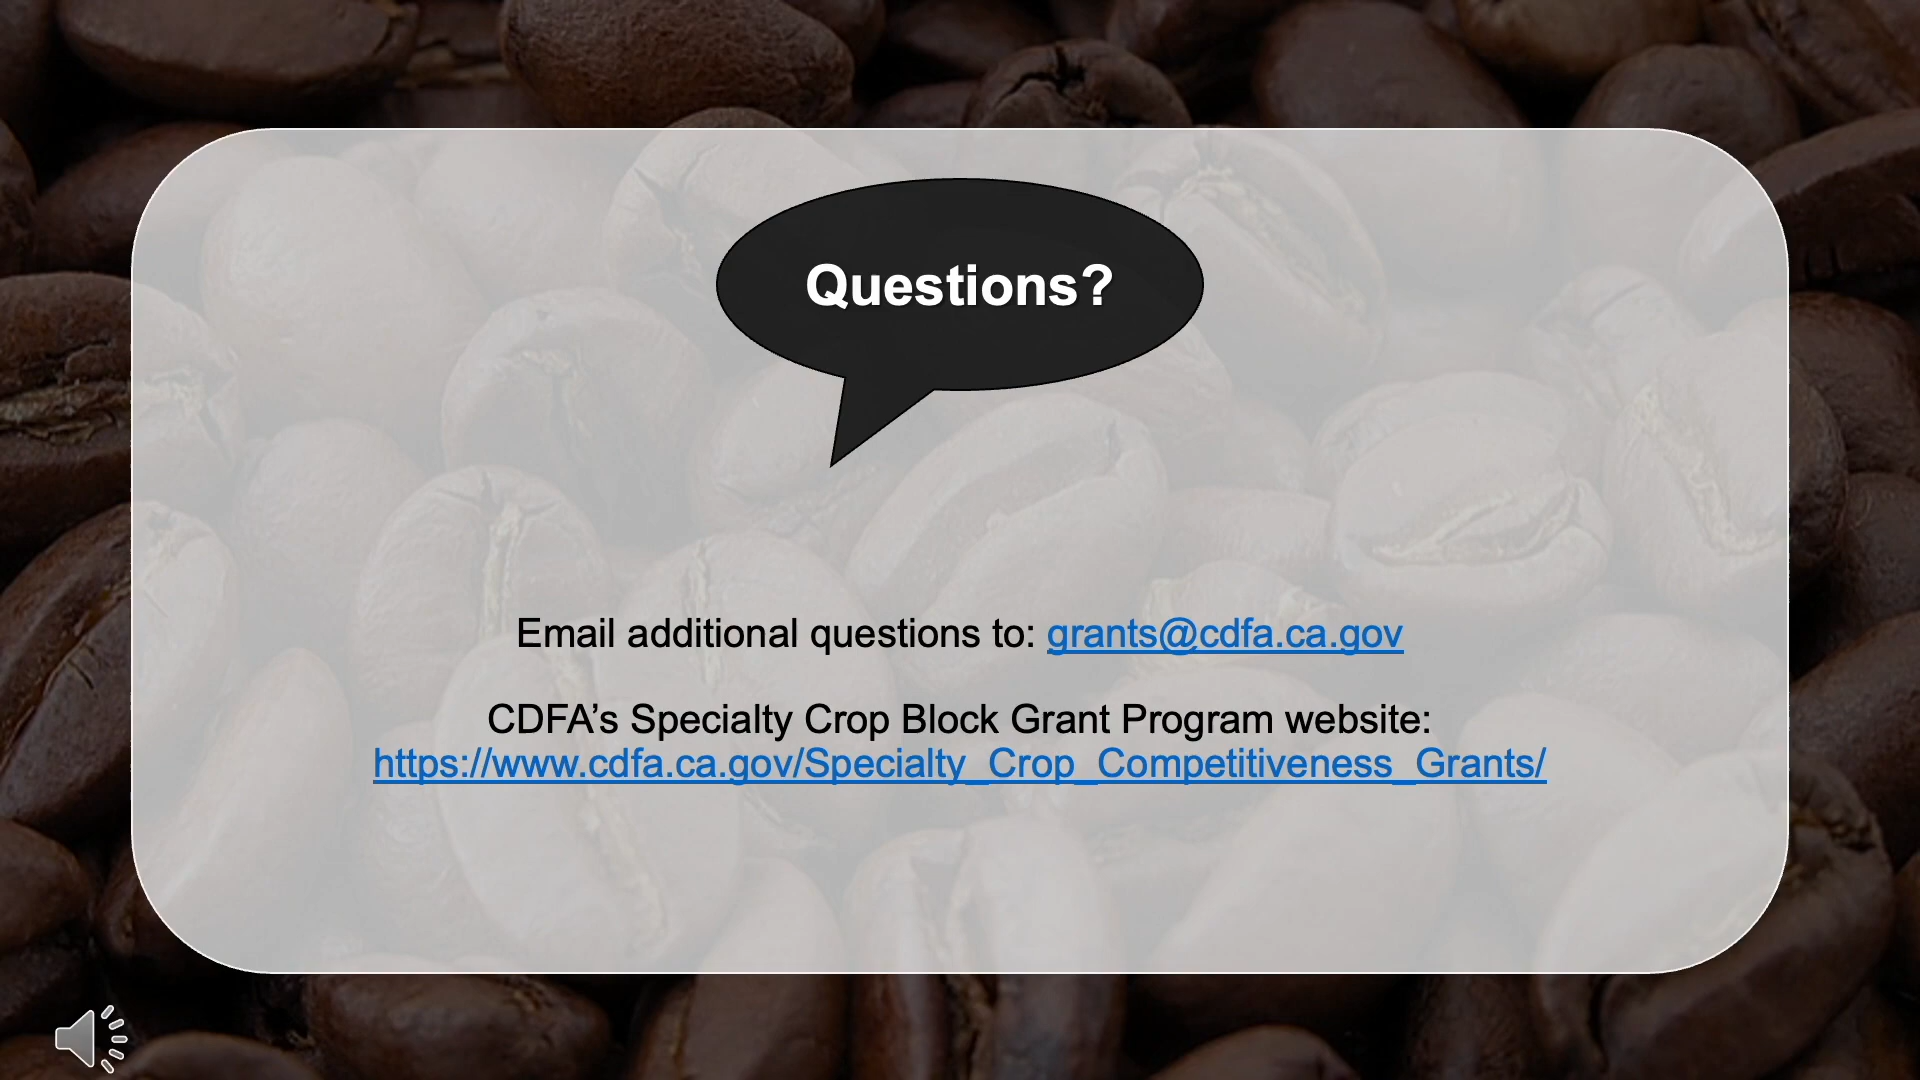 Questions?
Email additional questions to: grants@cdfa.ca.gov
CDFA’s Specialty Crop Block Grant Program website:
https://www.cdfa.ca.gov/Specialty_Crop_Competitiveness_Grants/